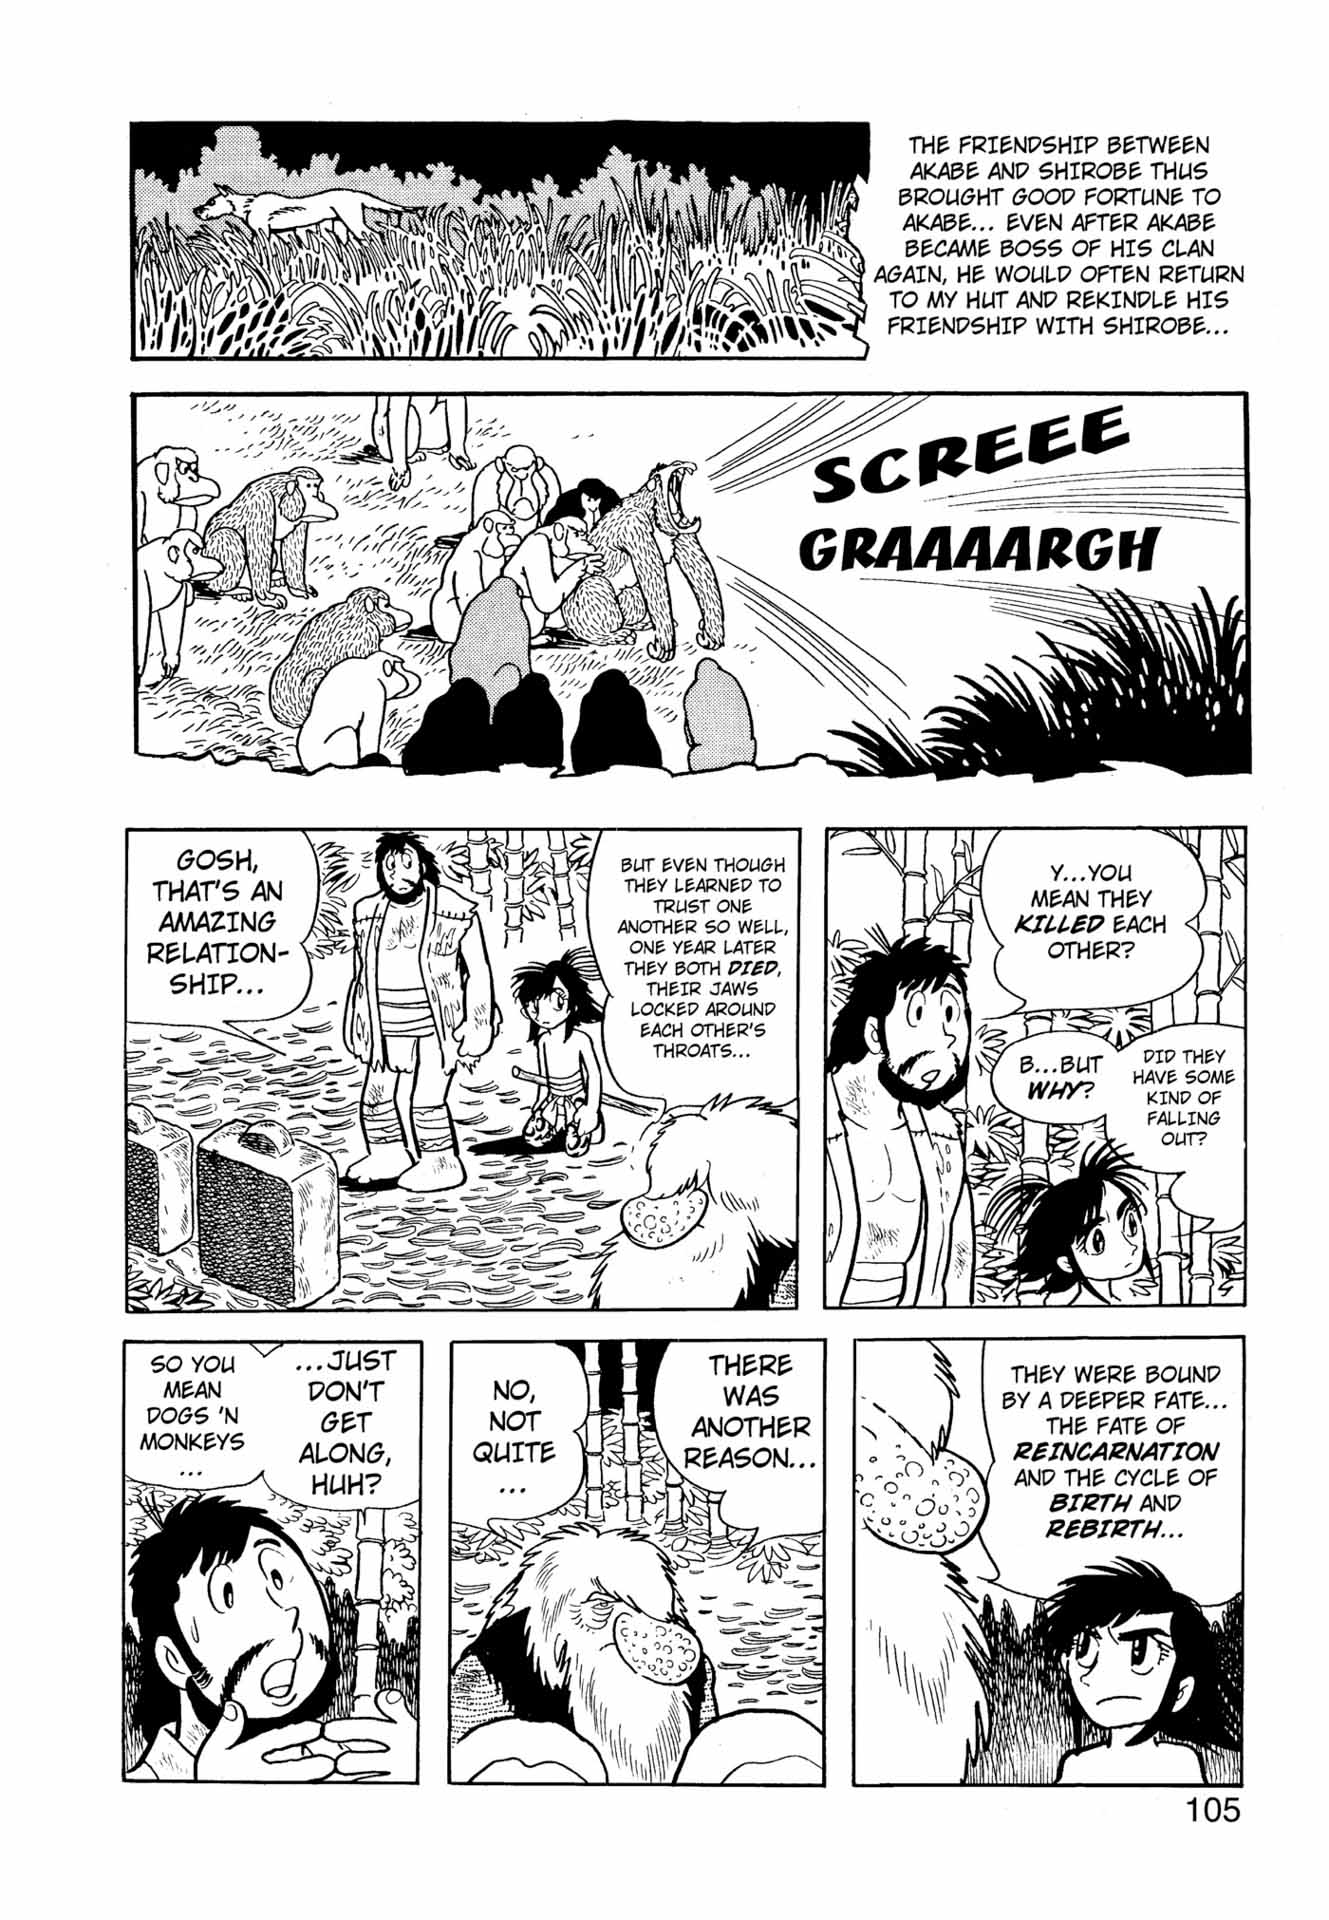 THE FRIENDSHIP BETWEEN
AKABE AND SHIROBE THUS
BROUGHT GOOD FORTUNE TO
AKABE... EVEN AFTER AKABE
BECAME BOSS OF HIS CLAN
AGAIN, HE WOULD OFTEN RETURN
TO MY HUT AND REKINDLE HIS
FRIENDSHIP WITH SHIROBE...
SCREEE
GRAAAARGH
GOSH,
THAT'S AN
AMAZING
RELATION-
SHIP...
BUT EVEN THOUGH
THEY LEARNED TO
TRUST ONE
ANOTHER SO WELL,
ONE YEAR LATER
THEY BOTH DIED,
THEIR JAWS
LOCKED AROUND
EACH OTHER'S
THROATS...
Y...YOU
MEAN THEY
KILLED EACH
OTHER?
B...BUT
WHY?
DID THEY
HAVE SOME
KIND OF
FALLING
OUT?
SO YOU
MEAN
DOGS 'N
MONKEYS
...
...JUST
DON'T
GET
ALONG,
HUH?
NO,
NOT
QUITE
...
THERE
WAS
ANOTHER
REASON...
THEY WERE BOUND
BY A DEEPER FATE...
THE FATE OF
REINCARNATION
AND THE CYCLE OF
BIRTH AND
REBIRTH...
105